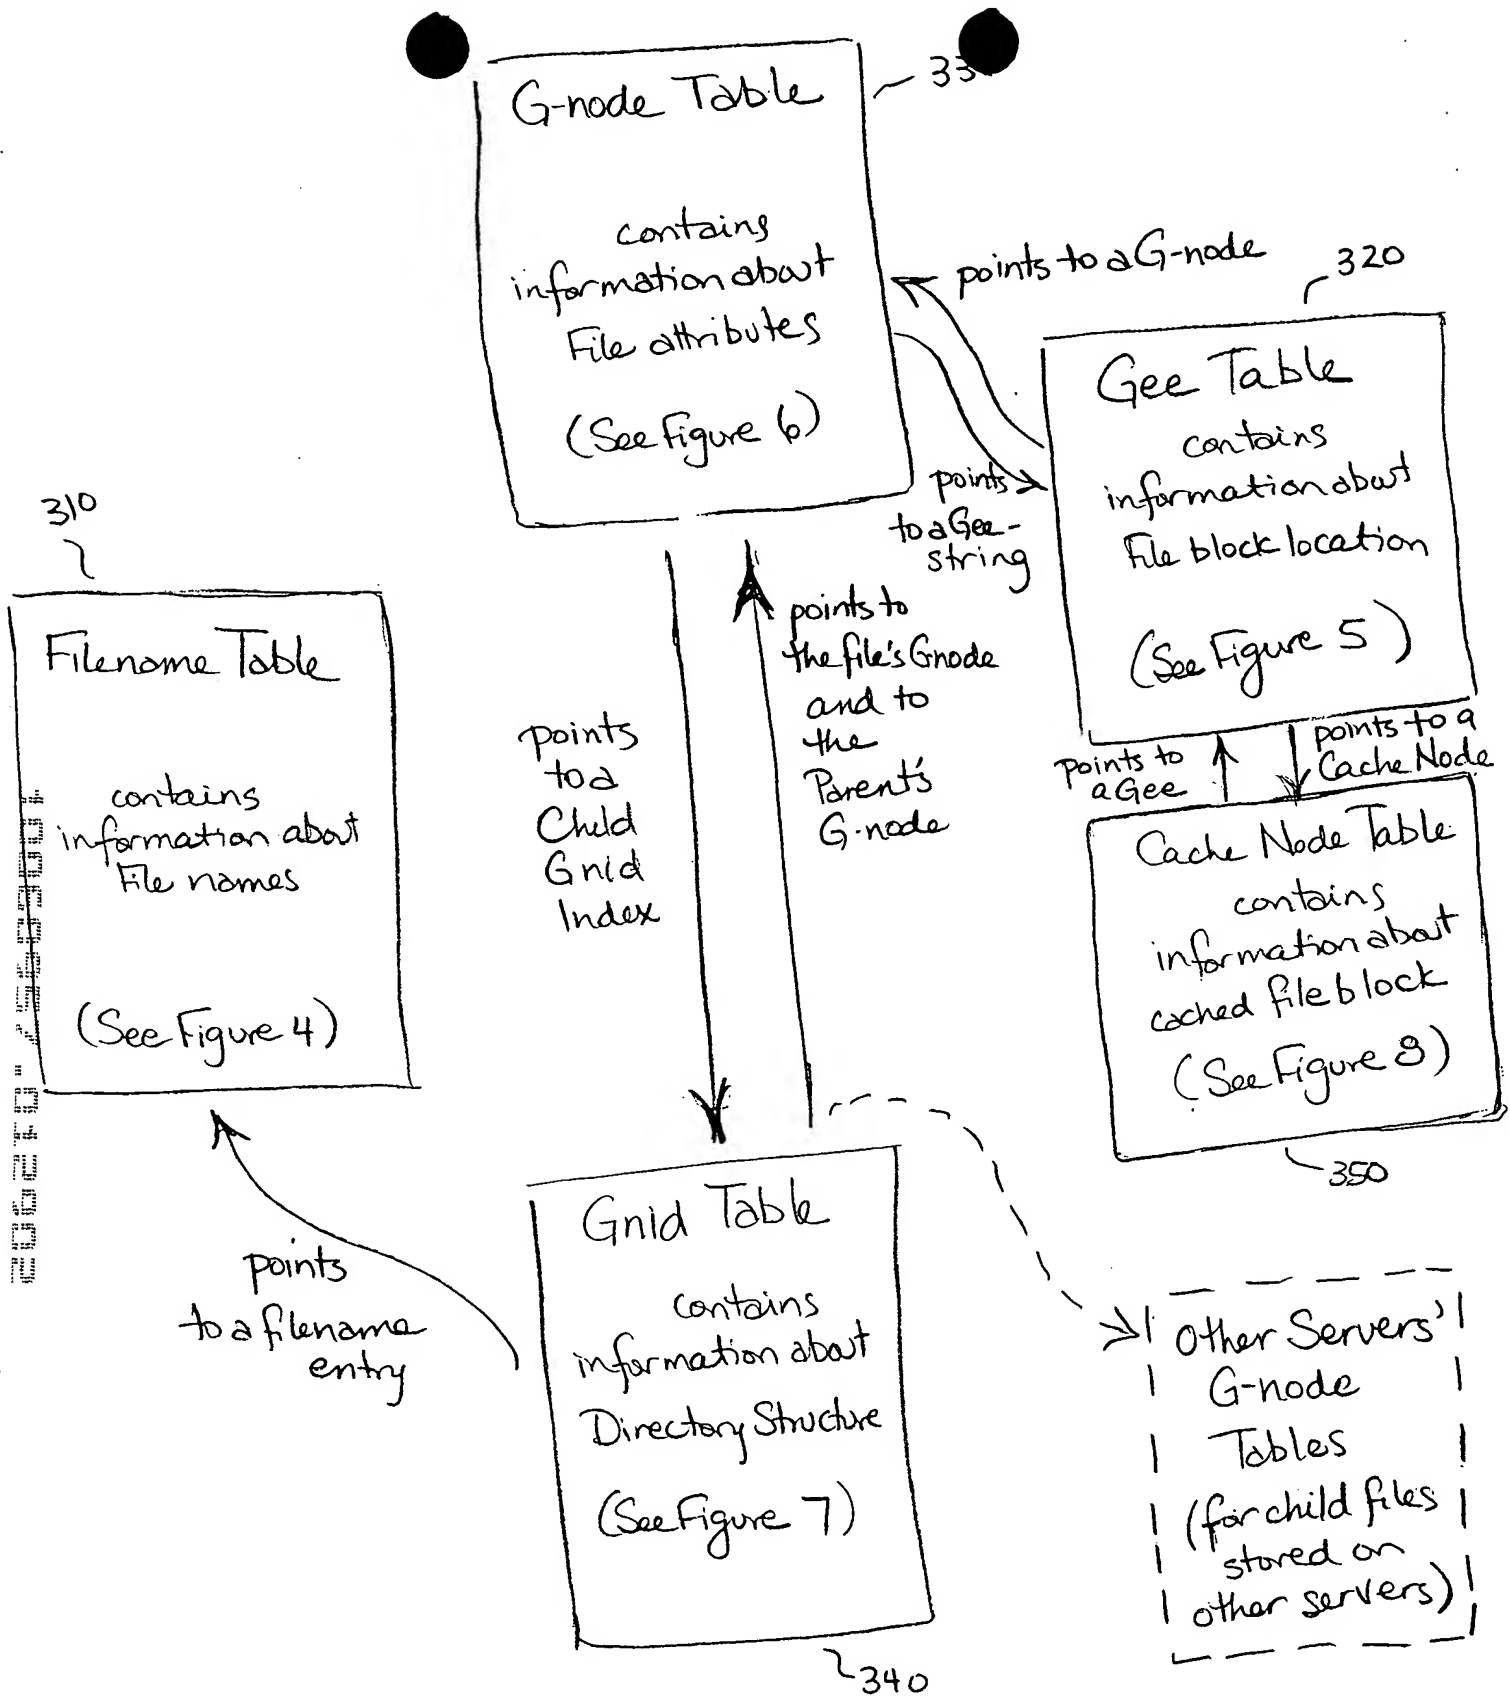 G-node Table
contains
information about
File attributes
(See Figure 6)
points to a G-node
320
Gee Table
contains
information about
File block location
(See Figure 5)
points
to a Gee-
string
310
Filename Table
contains
information about
File names
(See Figure 4)
points
to a
Child
Gnid
Index
points to
the file's Gnode
and to
the
Parent's
G-node
points to
a Gee
points to a
Cache Node
Cache Node Table
contains
information about
cached file block
(See Figure 8)
350
points
to a filename
entry
Gnid Table
contains
information about
Directory Structure
(See Figure 7)
340
Other Servers'
G-node
Tables
(for child files
stored on
other servers)